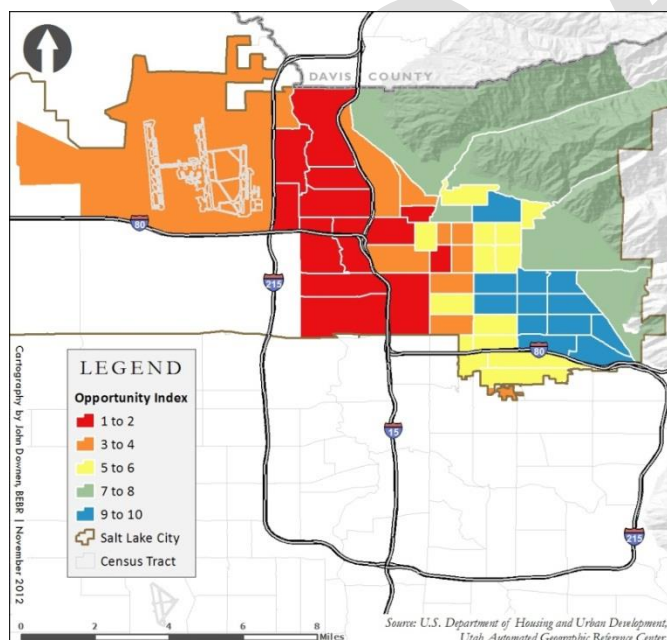 DAVIS COUNTY
80
215
80
15
215
LEGEND
Opportunity Index
1 to 2
3 to 4
5 to 6
7 to 8
9 to 10
Salt Lake City
Census Tract
Cartography by John Downen, BEBR | November 2012
0 2 4 6 8
Miles
Source: U.S. Department of Housing and Urban Development,
Utah Automated Geographic Reference Center